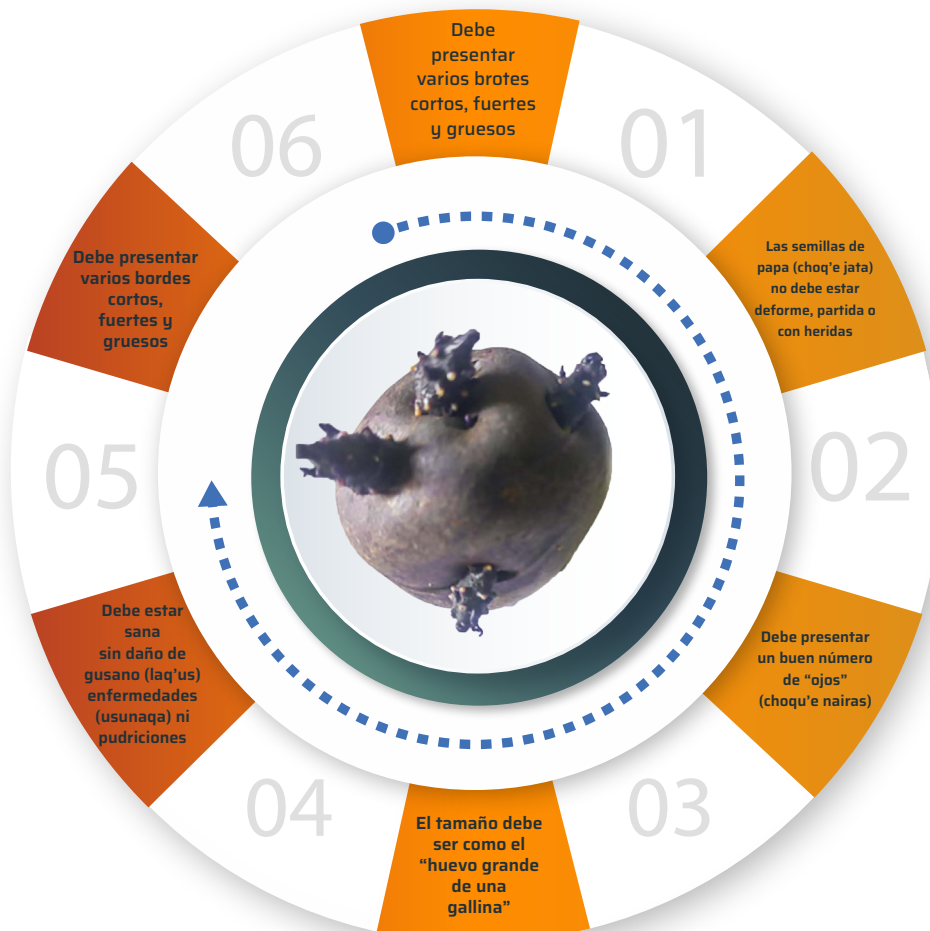 Debe
presentar
varios brotes
cortos, fuertes
y gruesos
01
Las semillas de
papa (choq'e jata)
no debe estar
deforme, partida o
con heridas
02
Debe presentar
un buen número
de “ojos”
(choqu'e nairas)
03
El tamaño debe
ser como el
“huevo grande
de una
gallina”
04
Debe estar
sana
sin daño de
gusano (laq'us)
enfermedades
(usunaqa) ni
pudriciones
05
Debe presentar
varios bordes
cortos,
fuertes y
gruesos
06